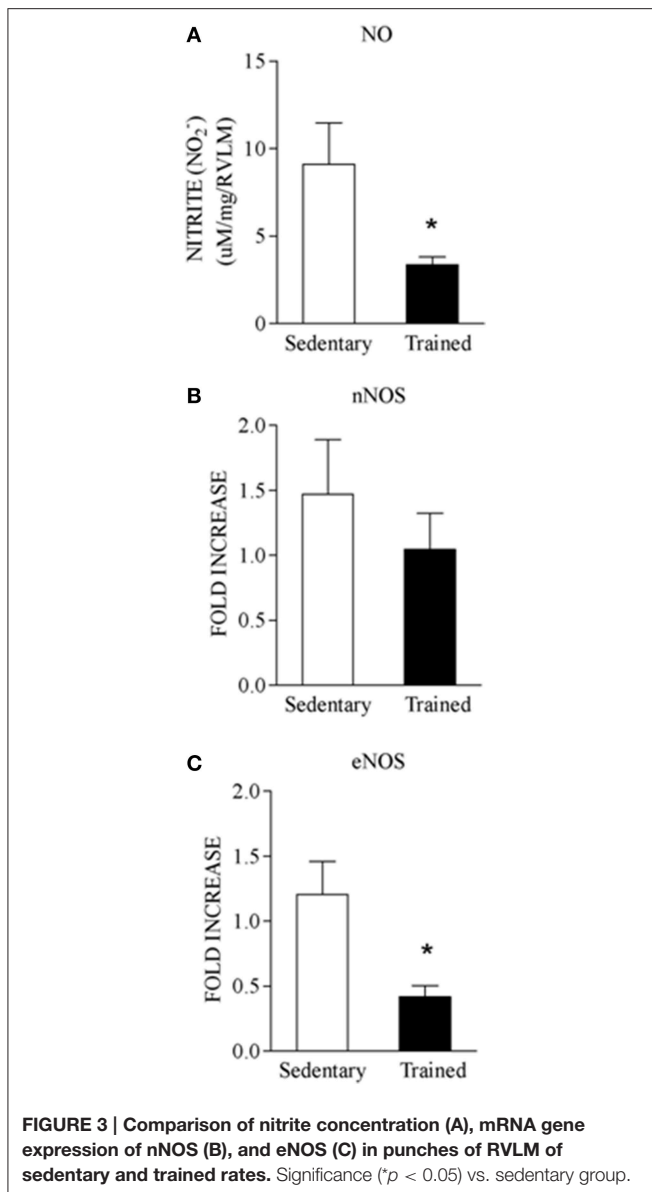 A
NO
NITRITE (NO₂⁻)
(uM/mg/RVLM)
15
10
5
0
*
Sedentary Trained
B
nNOS
FOLD INCREASE
2.0
1.5
1.0
0.5
0.0
Sedentary Trained
C
eNOS
FOLD INCREASE
2.0
1.5
1.0
0.5
0.0
*
Sedentary Trained
FIGURE 3 | Comparison of nitrite concentration (A), mRNA gene
expression of nNOS (B), and eNOS (C) in punches of RVLM of
sedentary and trained rates. Significance (*p < 0.05) vs. sedentary group.